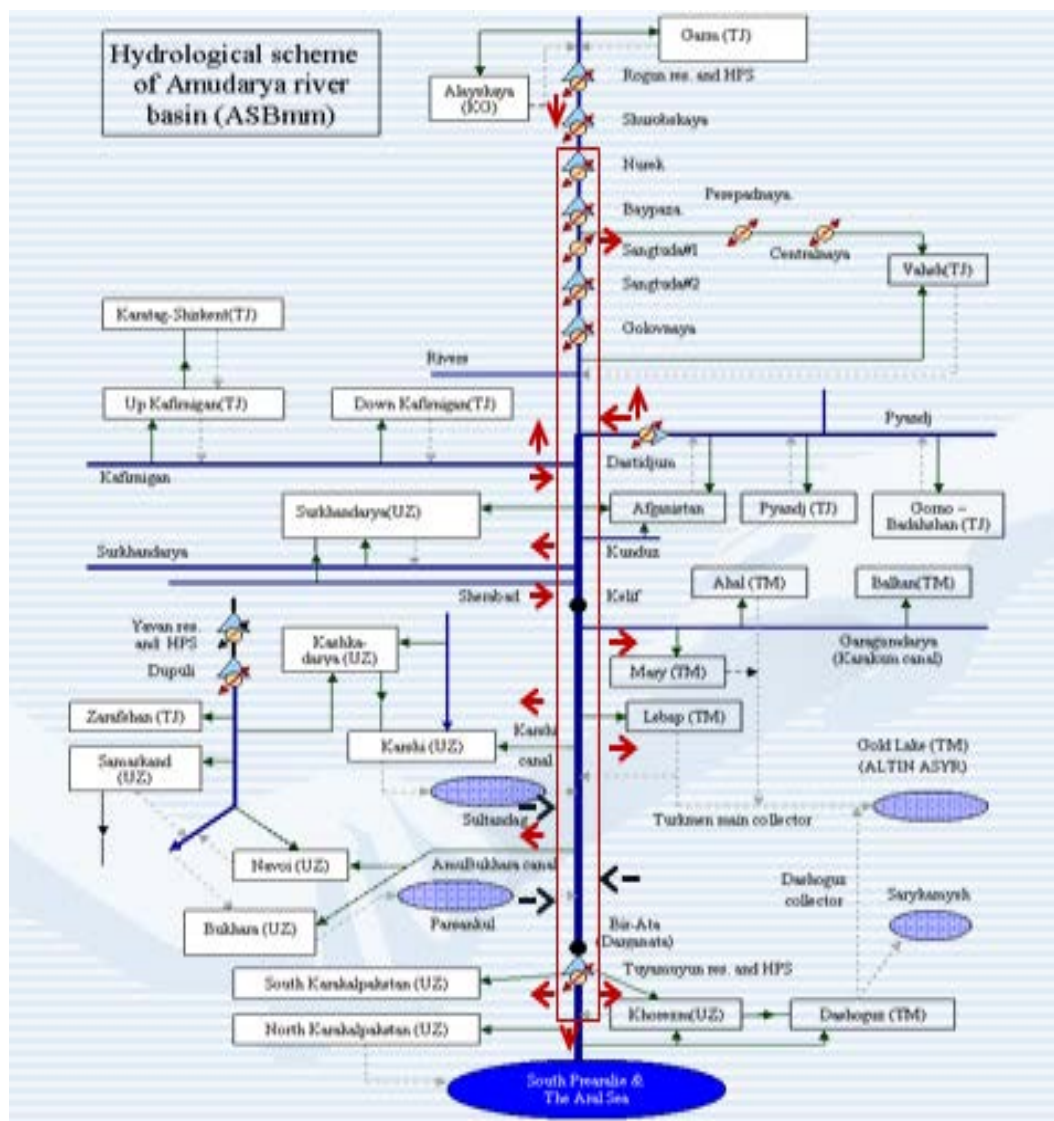 Hydrological scheme
of Amudarya river
basin (ASBmm)
Garm (TJ)
Rogun res. and HPS
Alayskaya
(KG)
Shurobskaya
Nurek
Baypaza
Perepadnaya
Sangtuda#1
Centralnaya
Vahsh(TJ)
Sangtuda#2
Golovnaya
Karatag-Shirkent(TJ)
Rivers
Up Kafirnigan(TJ)
Down Kafirnigan(TJ)
Pyandj
Dastidjum
Kafirnigan
Surkhandarya(UZ)
Afganistan
Pyandj (TJ)
Gorno –
Badahshan (TJ)
Surkhandarya
Kunduz
Sherabad
Kelif
Ahal (TM)
Balkan(TM)
Yavan res.
and HPS
Dupuli
Kashka-
darya (UZ)
Garagumdarya
(Karakum canal)
Mary (TM)
Zarafshan (TJ)
Lebap (TM)
Karshi
canal
Karshi (UZ)
Samarkand
(UZ)
Gold Lake (TM)
(ALTIN ASYR)
Sultandag
Turkmen main collector
Navoi (UZ)
AmuBukhara canal
Dashoguz
collector
Sarykamysh
Bukhara (UZ)
Parsankul
Bir-Ata
(Darganata)
Tuyamuyun res. and HPS
South Karakalpakstan (UZ)
Khorezm(UZ)
Dashoguz (TM)
North Karakalpakstan (UZ)
South Prearalie &
The Aral Sea